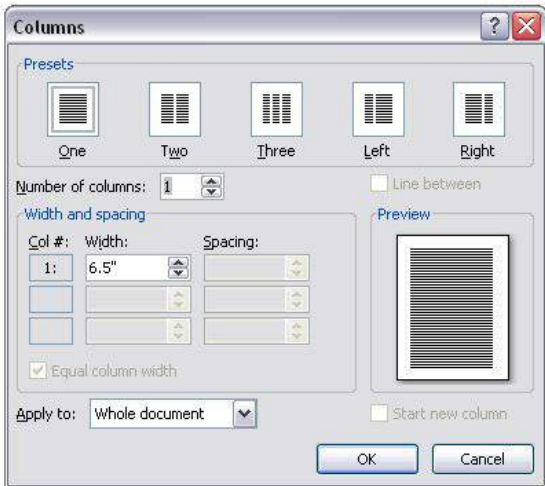 Columns
Presets
One Two Three Left Right
Number of columns: 1 Line between
Width and spacing Preview
Col #: Width: Spacing:
1: 6.5"
Equal column width
Apply to: Whole document Start new column
OK Cancel